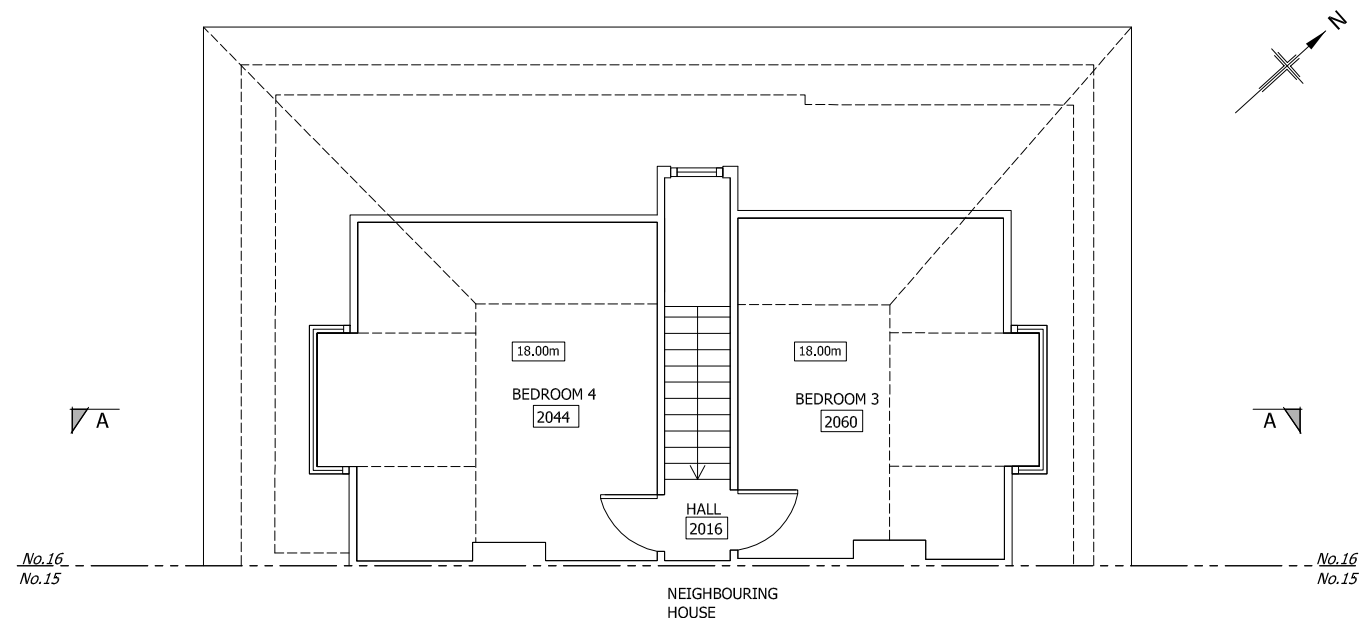 N
18.00m
18.00m
BEDROOM 4
2044
BEDROOM 3
2060
A
A
HALL
2016
No.16
No.15
No.16
No.15
NEIGHBOURING
HOUSE